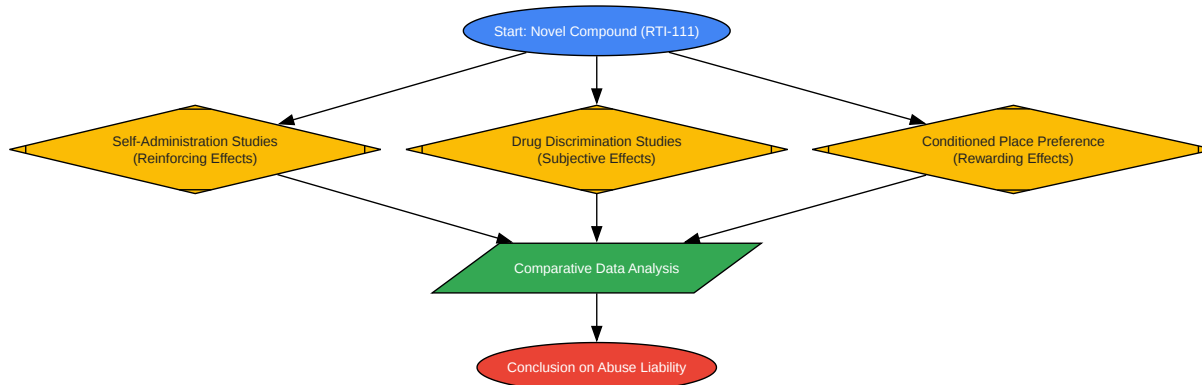 Start: Novel Compound (RTI-111)
Self-Administration Studies
(Reinforcing Effects)
Drug Discrimination Studies
(Subjective Effects)
Conditioned Place Preference
(Rewarding Effects)
Comparative Data Analysis
Conclusion on Abuse Liability